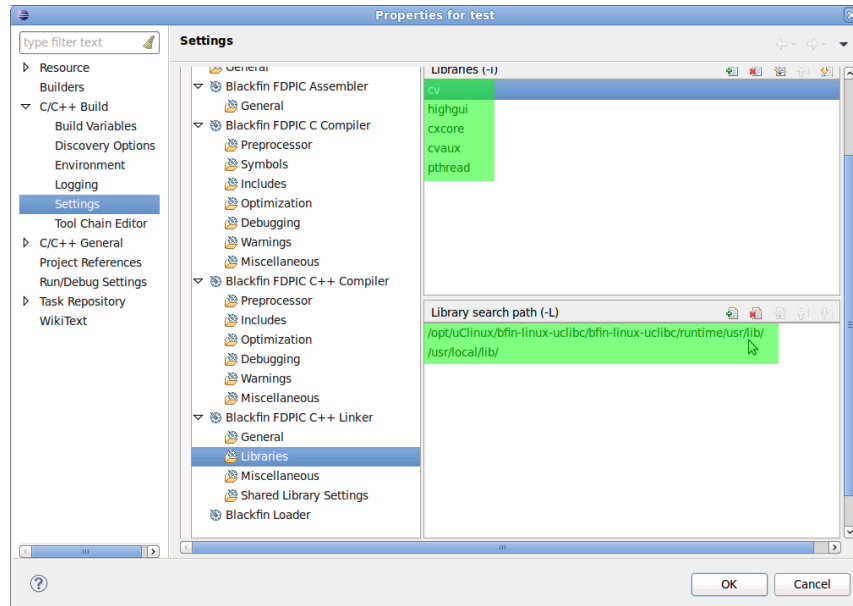 Properties for test
type filter text
Resource
Builders
C/C++ Build
Build Variables
Discovery Options
Environment
Logging
Settings
Tool Chain Editor
C/C++ General
Project References
Run/Debug Settings
Task Repository
WikiText
Settings
General
Blackfin FDPIC Assembler
General
Blackfin FDPIC C Compiler
Preprocessor
Symbols
Includes
Optimization
Debugging
Warnings
Miscellaneous
Blackfin FDPIC C++ Compiler
Preprocessor
Includes
Optimization
Debugging
Warnings
Miscellaneous
Blackfin FDPIC C++ Linker
General
Libraries
Miscellaneous
Shared Library Settings
Blackfin Loader
Libraries (-l)
cv
highgui
cxcore
cvaux
pthread
Library search path (-L)
/opt/uClinux/bfin-linux-uclibc/bfin-linux-uclibc/runtime/usr/lib/
/usr/local/lib/
?
OK
Cancel